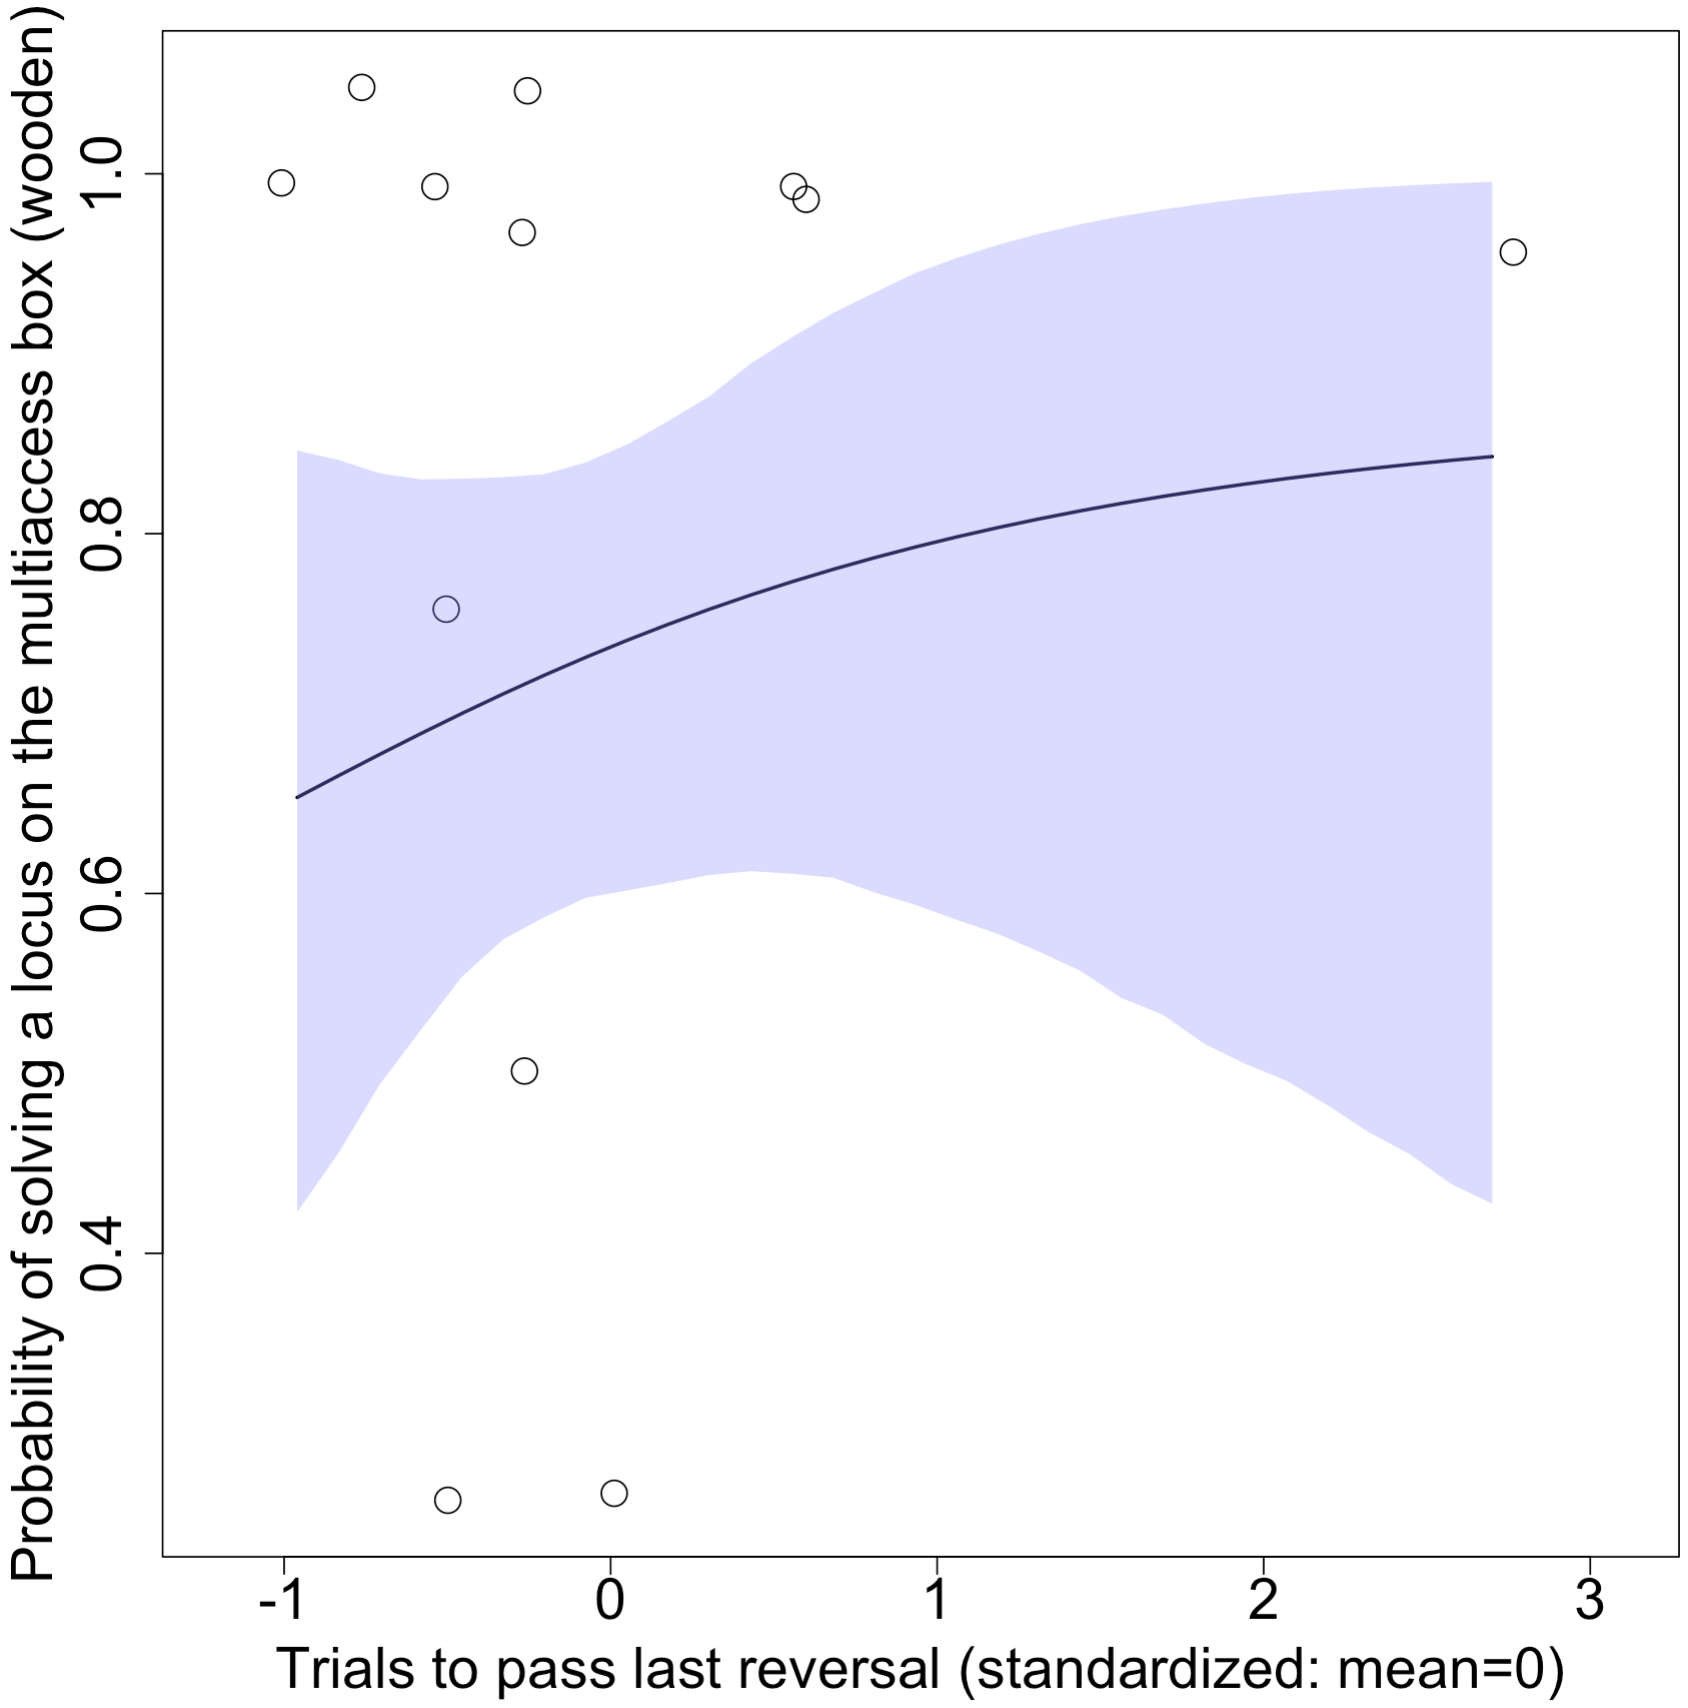 Probability of solving a locus on the multiaccess box (wooden)
1.0
0.8
0.6
0.4
-1 0 1 2 3
Trials to pass last reversal (standardized: mean=0)